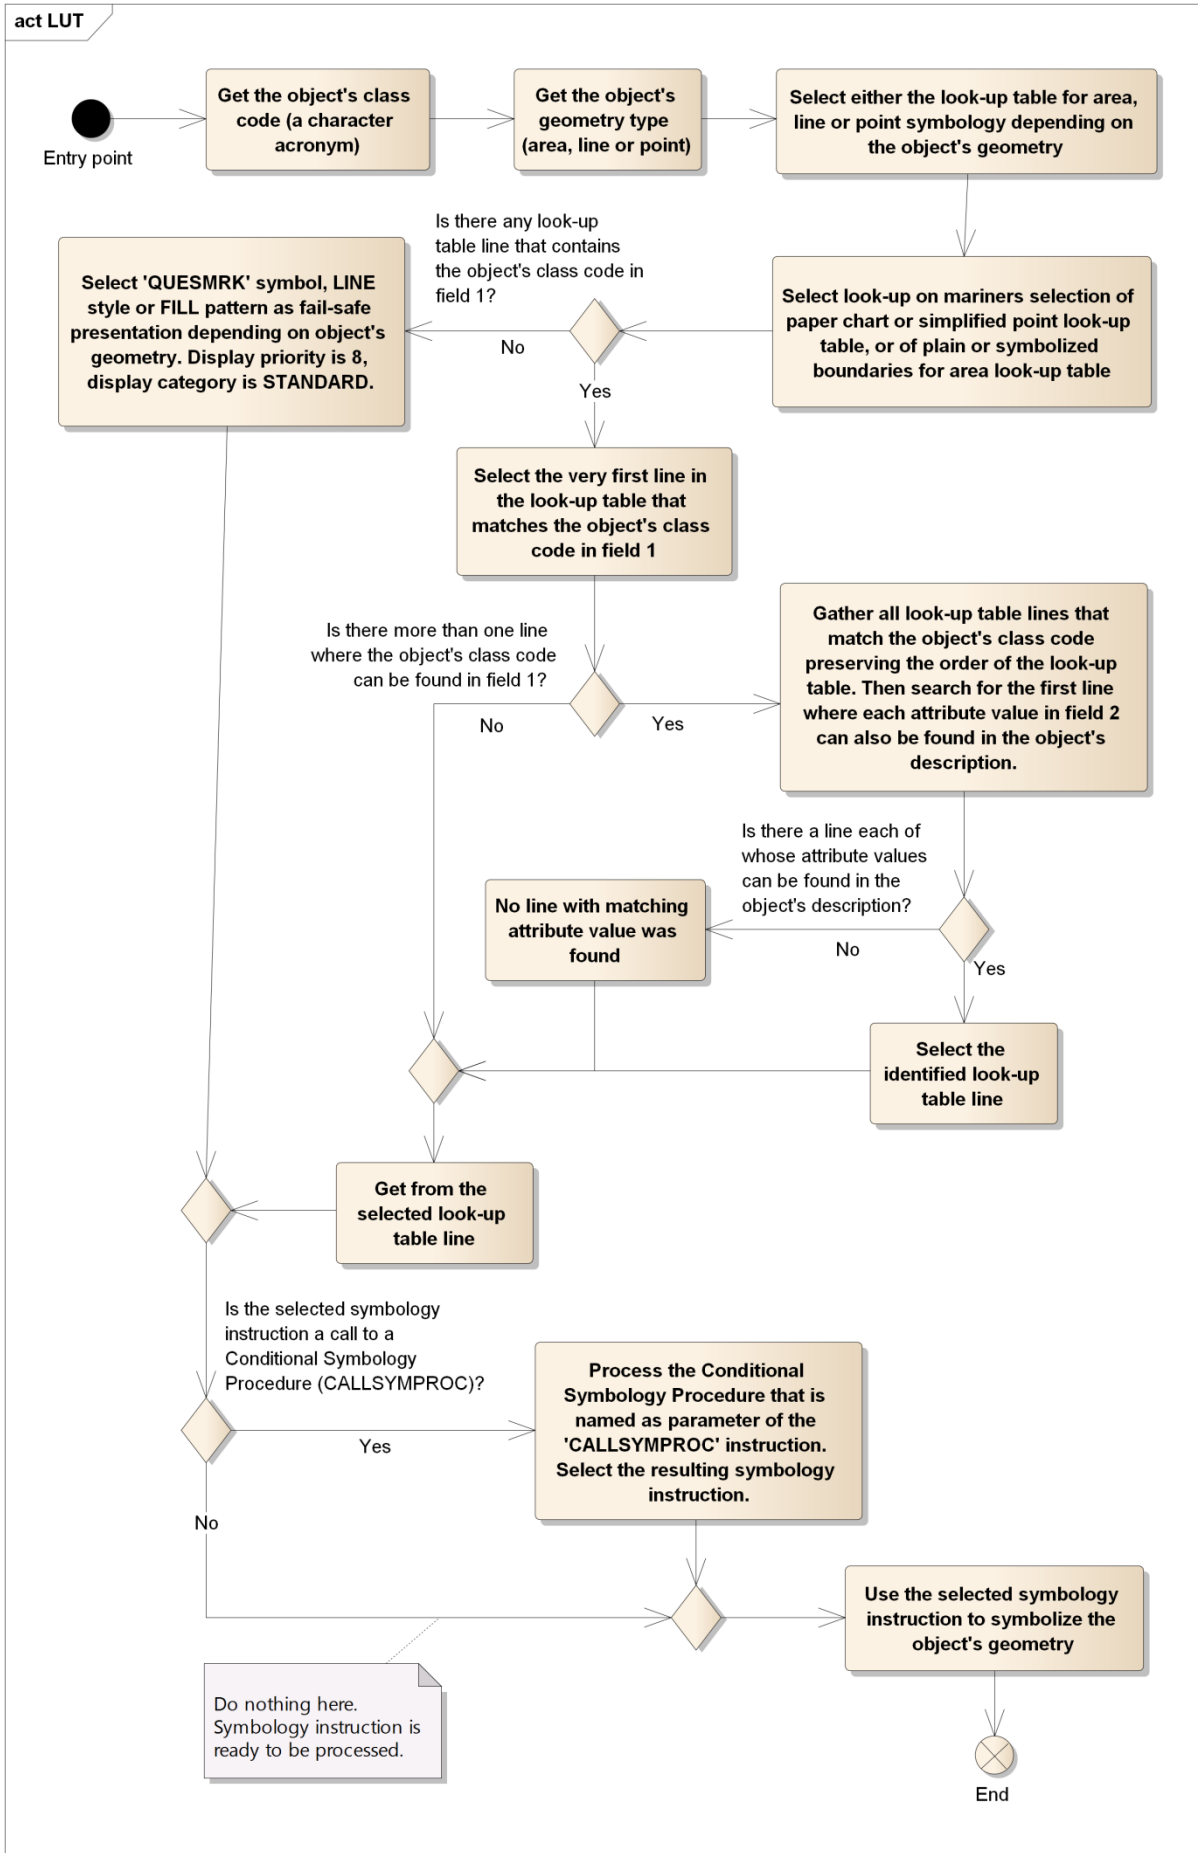 act LUT
Entry point
Get the object's class
code (a character
acronym)
Get the object's
geometry type
(area, line or point)
Select either the look-up table for area,
line or point symbology depending on
the object's geometry
Select look-up on mariners selection of
paper chart or simplified point look-up
table, or of plain or symbolized
boundaries for area look-up table
Is there any look-up
table line that contains
the object's class code in
field 1?
No
Yes
Select 'QUESMRK' symbol, LINE
style or FILL pattern as fail-safe
presentation depending on object's
geometry. Display priority is 8,
display category is STANDARD.
Select the very first line in
the look-up table that
matches the object's class
code in field 1
Is there more than one line
where the object's class code
can be found in field 1?
No
Yes
Gather all look-up table lines that
match the object's class code
preserving the order of the look-up
table. Then search for the first line
where each attribute value in field 2
can also be found in the object's
description.
Is there a line each of
whose attribute values
can be found in the
object's description?
No
Yes
No line with matching
attribute value was
found
Select the
identified look-up
table line
Get from the
selected look-up
table line
Is the selected symbology
instruction a call to a
Conditional Symbology
Procedure (CALLSYMPROC)?
Yes
No
Process the Conditional
Symbology Procedure that is
named as parameter of the
'CALLSYMPROC' instruction.
Select the resulting symbology
instruction.
Use the selected symbology
instruction to symbolize the
object's geometry
Do nothing here.
Symbology instruction is
ready to be processed.
End